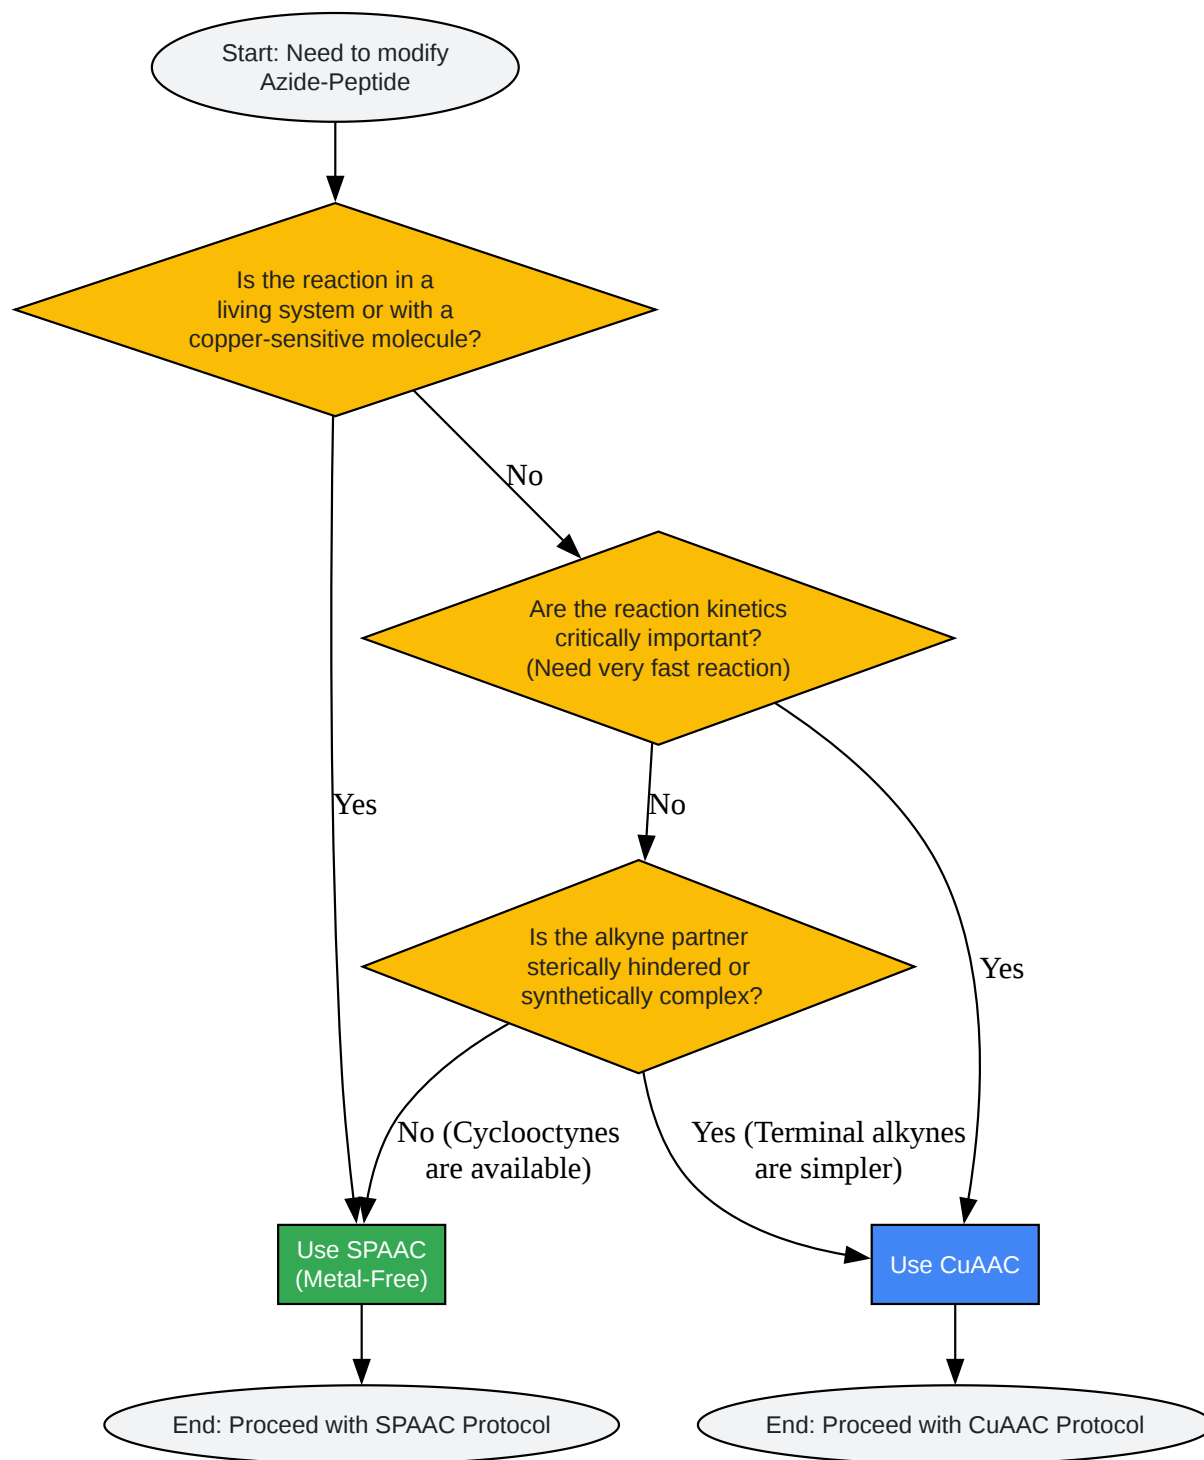 Start: Need to modify
Azide-Peptide
Is the reaction in a
living system or with a
copper-sensitive molecule?
No
Are the reaction kinetics
critically important?
(Need very fast reaction)
Yes
No
Is the alkyne partner
sterically hindered or
synthetically complex?
Yes
No (Cyclooctynes
are available)
Yes (Terminal alkynes
are simpler)
Use SPAAC
(Metal-Free)
Use CuAAC
End: Proceed with SPAAC Protocol
End: Proceed with CuAAC Protocol